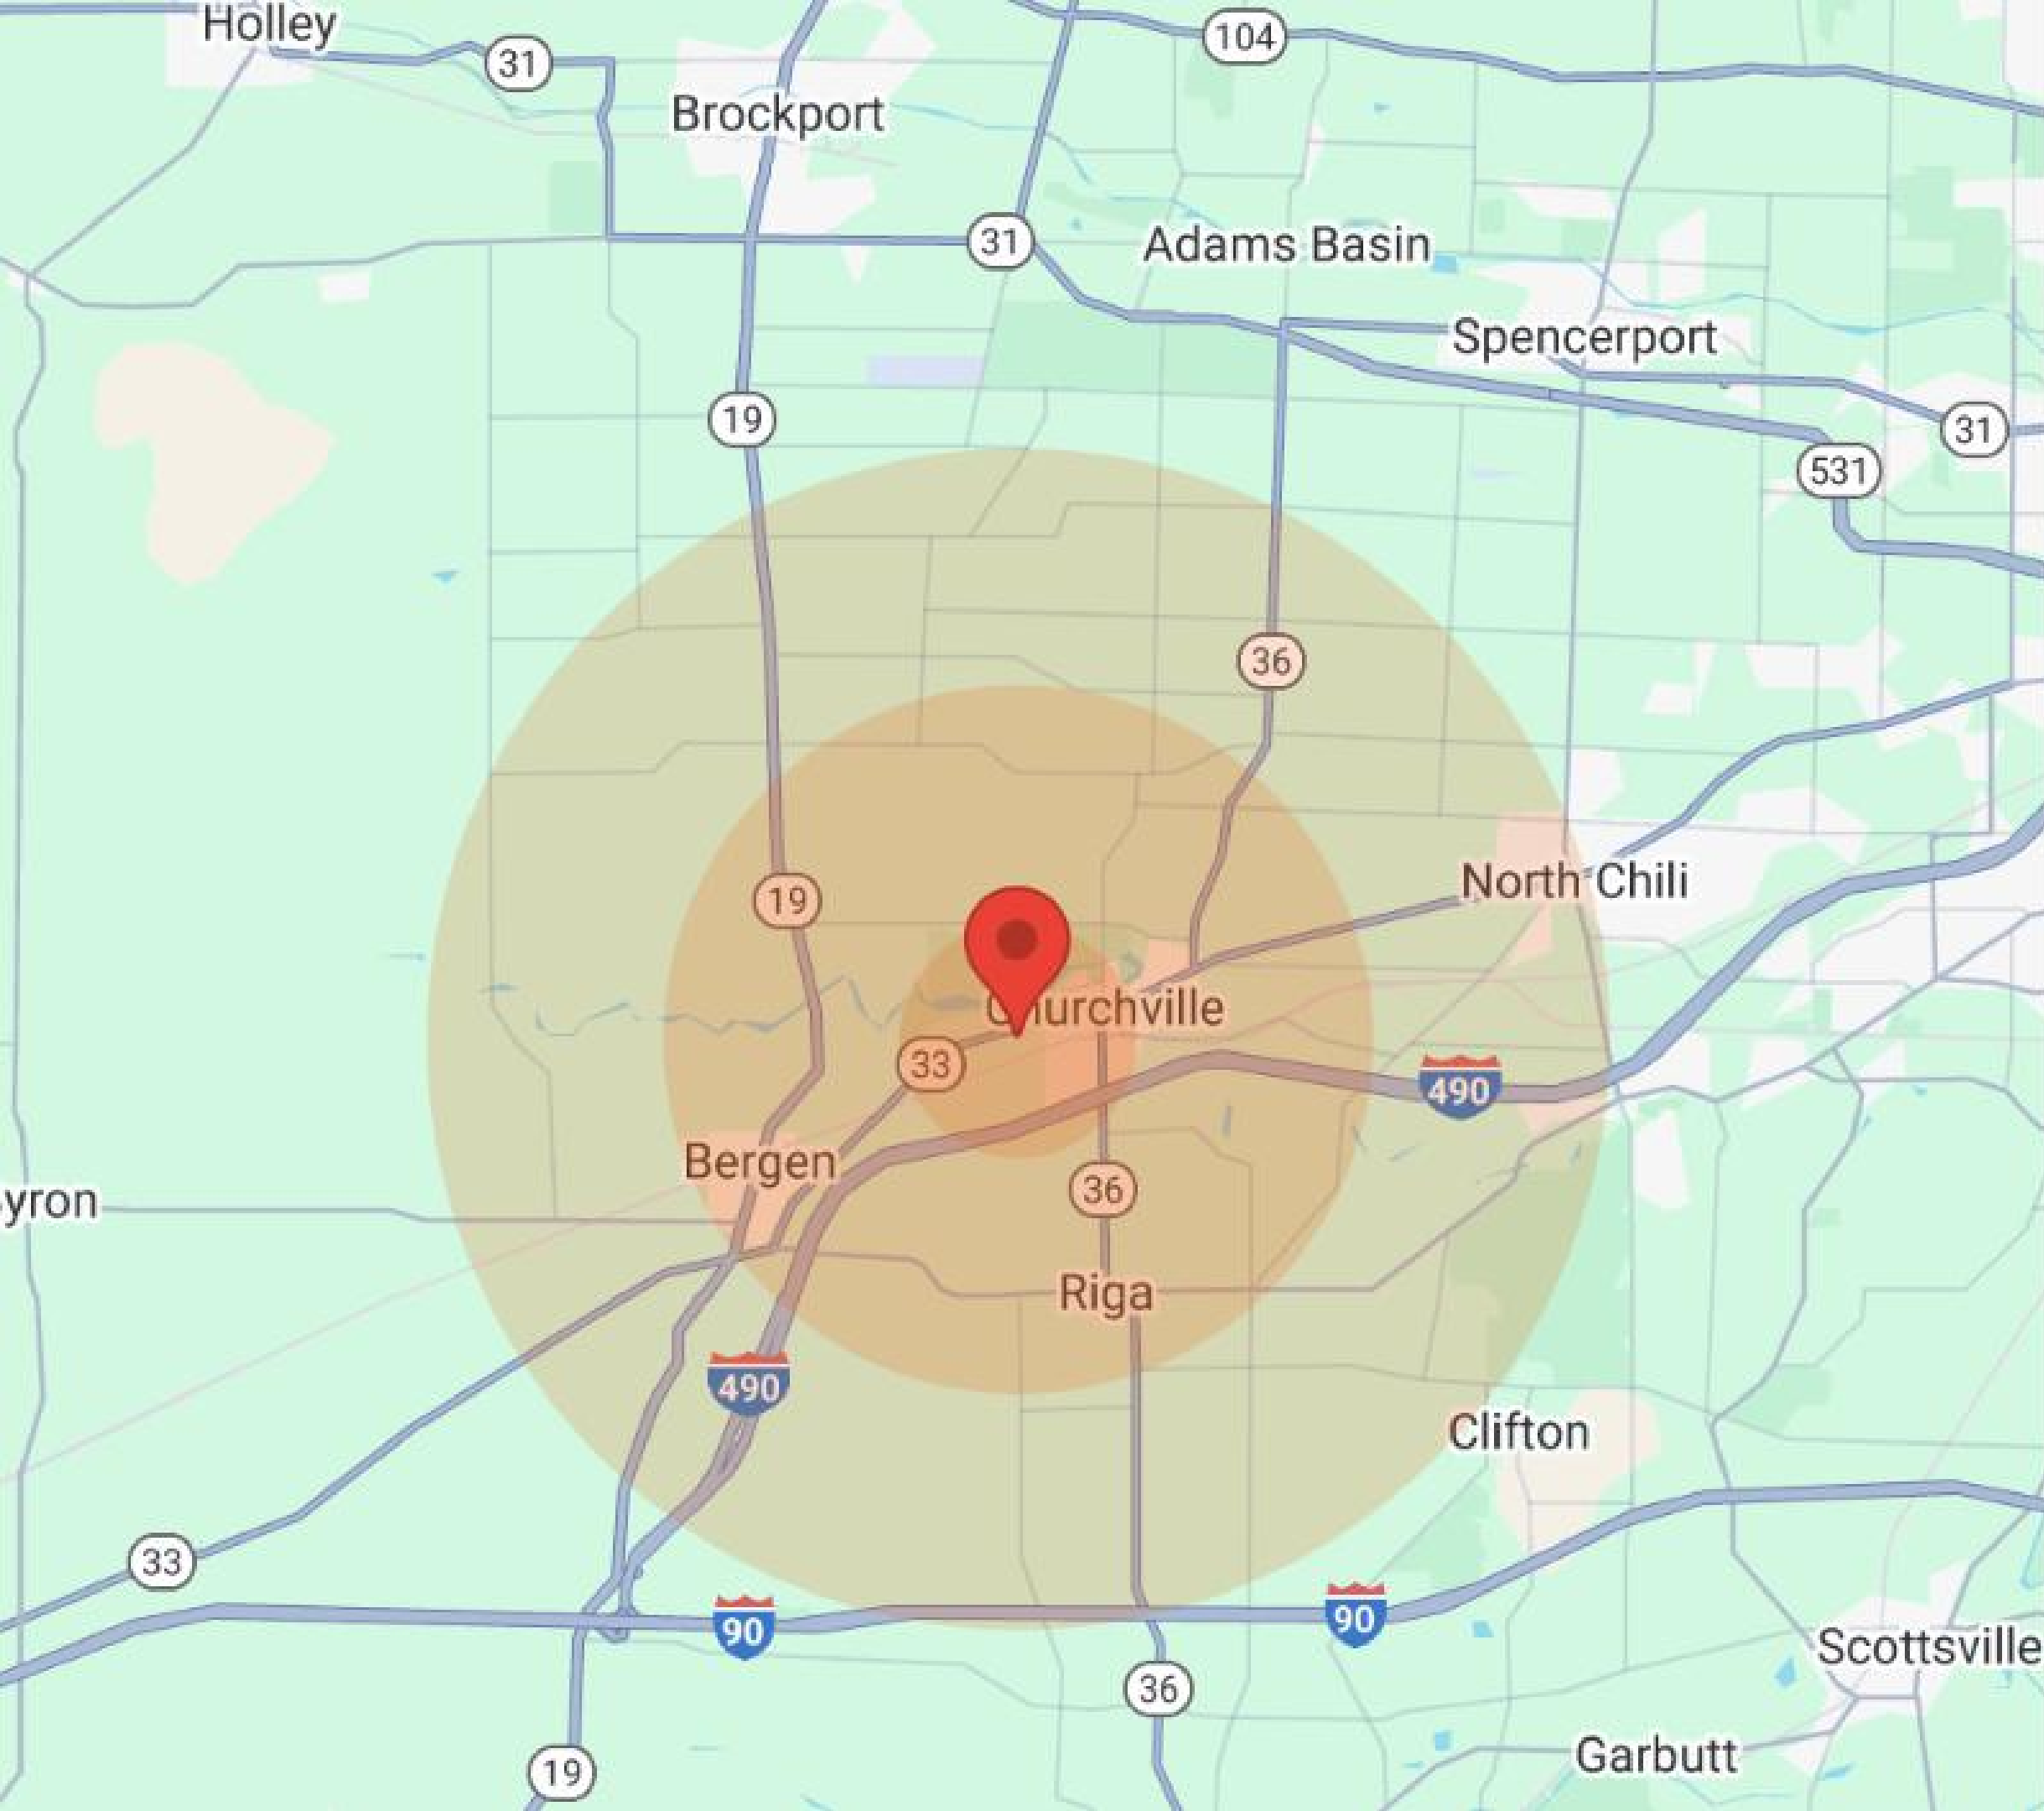 Holley
31
104
Brockport
31
Adams Basin
Spencerport
19
31
531
36
19
North Chili
Churchville
33
490
Bergen
36
yron
Riga
490
Clifton
33
90
90
Scottsville
36
Garbutt
19